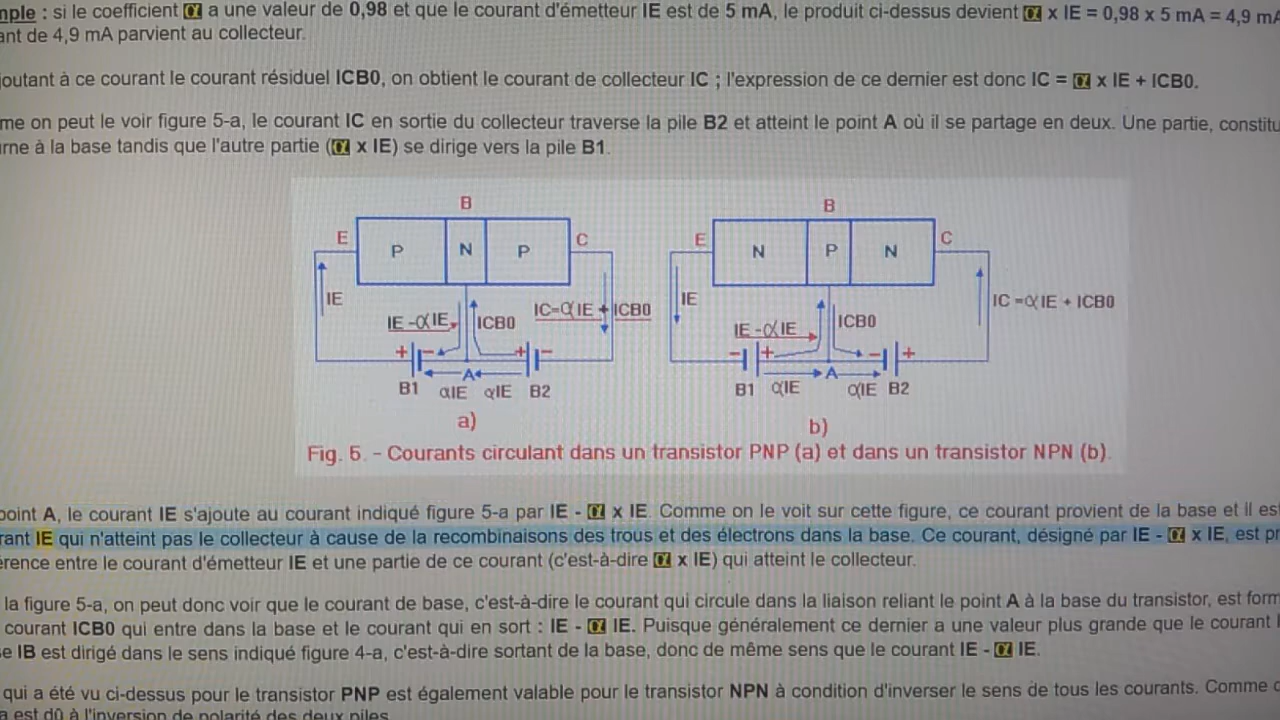 mple : si le coefficient α a une valeur de 0,98 et que le courant d'émetteur IE est de 5 mA, le produit ci-dessus devient α x IE = 0,98 x 5 mA = 4,9 mA
ant de 4,9 mA parvient au collecteur.
joutant à ce courant le courant résiduel ICB0, on obtient le courant de collecteur IC ; l'expression de ce dernier est donc IC = α x IE + ICB0.
me on peut le voir figure 5-a, le courant IC en sortie du collecteur traverse la pile B2 et atteint le point A où il se partage en deux. Une partie, constitu
rne à la base tandis que l'autre partie (α x IE) se dirige vers la pile B1.
B B
E P N P C E N P N C
IE IE -αIE ICB0 IC=αIE + ICB0 IE IE -αIE ICB0 IC =αIE + ICB0
+ - + - - + - +
B1 αIE A αIE B2 B1 αIE A αIE B2
a) b)
Fig. 5. - Courants circulant dans un transistor PNP (a) et dans un transistor NPN (b).
point A, le courant IE s'ajoute au courant indiqué figure 5-a par IE - α x IE. Comme on le voit sur cette figure, ce courant provient de la base et il est
rant IE qui n'atteint pas le collecteur à cause de la recombinaisons des trous et des électrons dans la base. Ce courant, désigné par IE - α x IE, est pr
érence entre le courant d'émetteur IE et une partie de ce courant (c'est-à-dire α x IE) qui atteint le collecteur.
la figure 5-a, on peut donc voir que le courant de base, c'est-à-dire le courant qui circule dans la liaison reliant le point A à la base du transistor, est form
courant ICB0 qui entre dans la base et le courant qui en sort : IE - α IE. Puisque généralement ce dernier a une valeur plus grande que le courant I
e IB est dirigé dans le sens indiqué figure 4-a, c'est-à-dire sortant de la base, donc de même sens que le courant IE - α IE.
qui a été vu ci-dessus pour le transistor PNP est également valable pour le transistor NPN à condition d'inverser le sens de tous les courants. Comme c
a est dû à l'inversion de polarité des deux piles